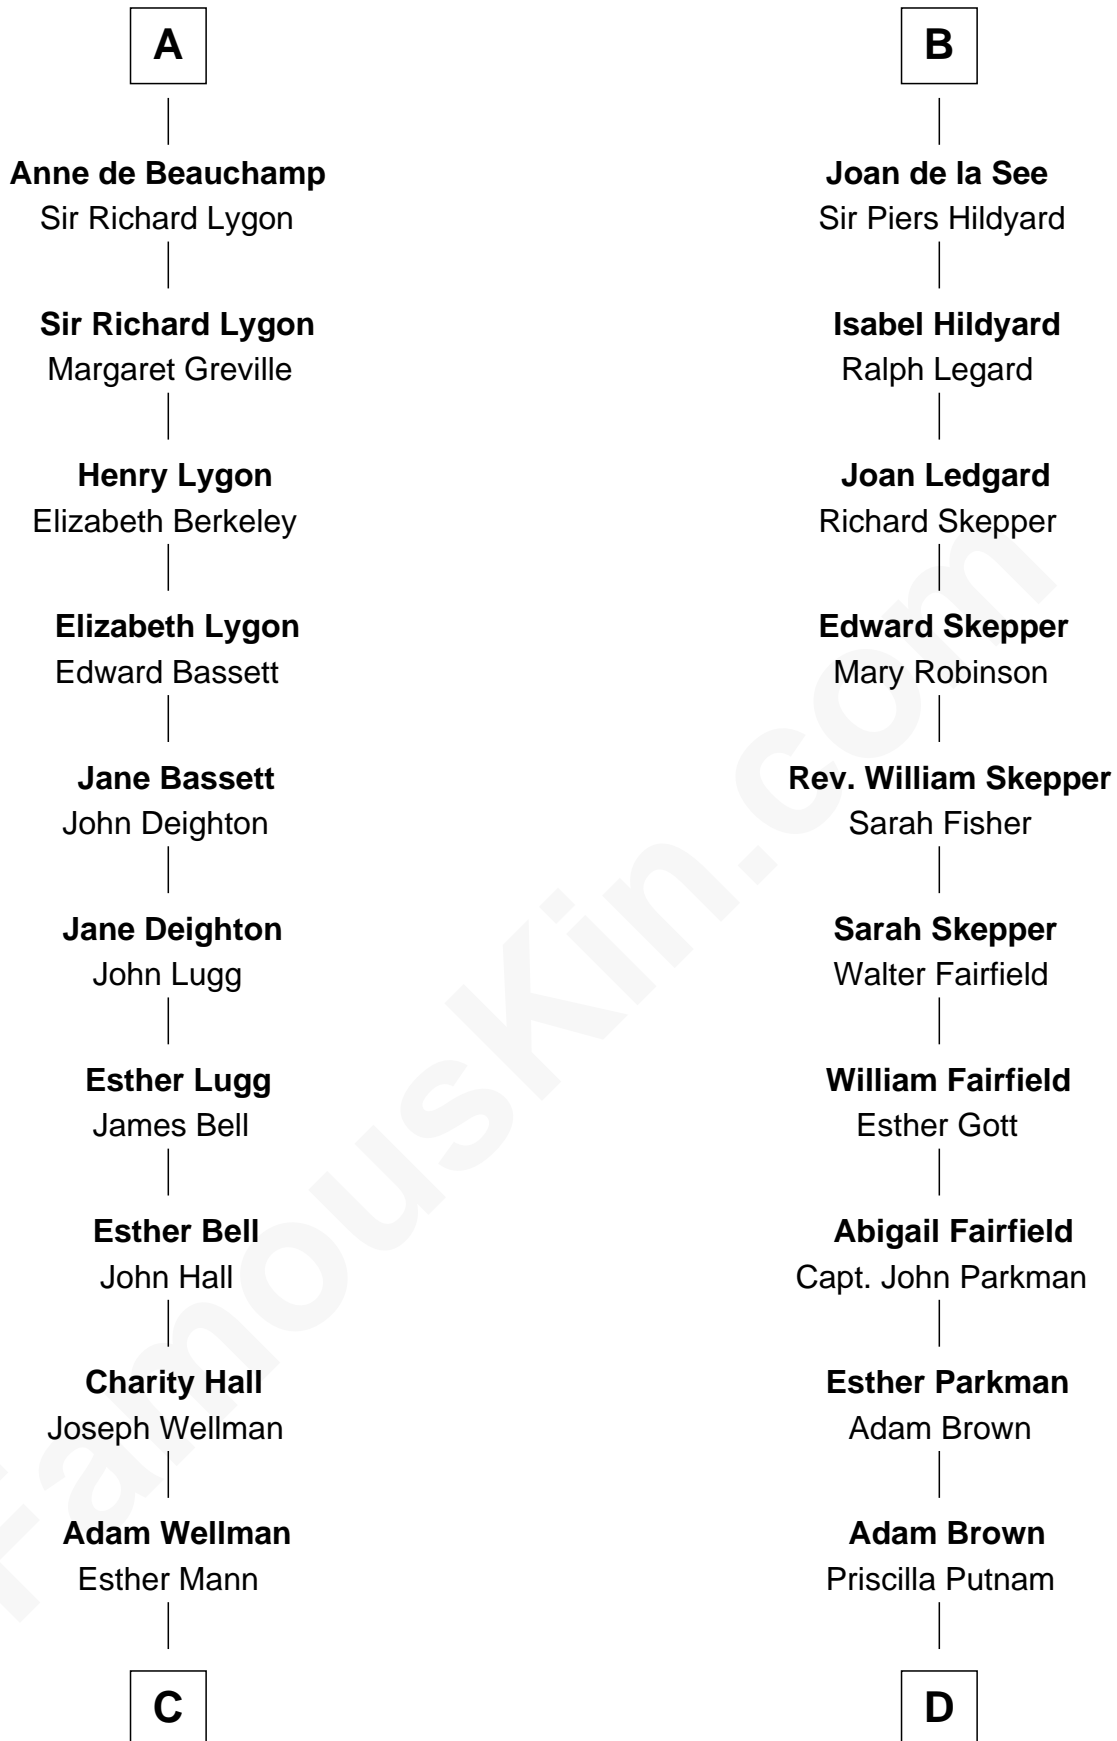 A
Anne de Beauchamp
Sir Richard Lygon
Sir Richard Lygon
Margaret Greville
Henry Lygon
Elizabeth Berkeley
Elizabeth Lygon
Edward Bassett
Jane Bassett
John Deighton
Jane Deighton
John Lugg
Esther Lugg
James Bell
Esther Bell
John Hall
Charity Hall
Joseph Wellman
Adam Wellman
Esther Mann
C
B
Joan de la See
Sir Piers Hildyard
Isabel Hildyard
Ralph Legard
Joan Ledgard
Richard Skepper
Edward Skepper
Mary Robinson
Rev. William Skepper
Sarah Fisher
Sarah Skepper
Walter Fairfield
William Fairfield
Esther Gott
Abigail Fairfield
Capt. John Parkman
Esther Parkman
Adam Brown
Adam Brown
Priscilla Putnam
D
FamousKin.com